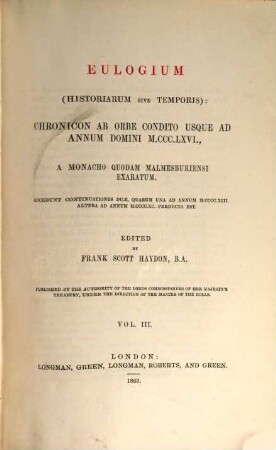 EULOGIUM
(HISTORIARUM SIVE TEMPORIS):
CHRONICON AB ORBE CONDITO USQUE AD
ANNUM DOMINI M.CCC.LXVI.,
A MONACHO QUODAM MALMESBURIENSI
EXARATUM.
ACCEDUNT CONTINUATIONES DUÆ, QUARUM UNA AD ANNUM M.CCCC.XIII.
ALTERA AD ANNUM M.CCCC.XC. PERDUCTA EST.
EDITED
BY
FRANK SCOTT HAYDON, B.A.
PUBLISHED BY THE AUTHORITY OF THE LORDS COMMISSIONERS OF HER MAJESTY'S
TREASURY, UNDER THE DIRECTION OF THE MASTER OF THE ROLLS.
VOL. III.
LONDON:
LONGMAN, GREEN, LONGMAN, ROBERTS, AND GREEN.
1863.